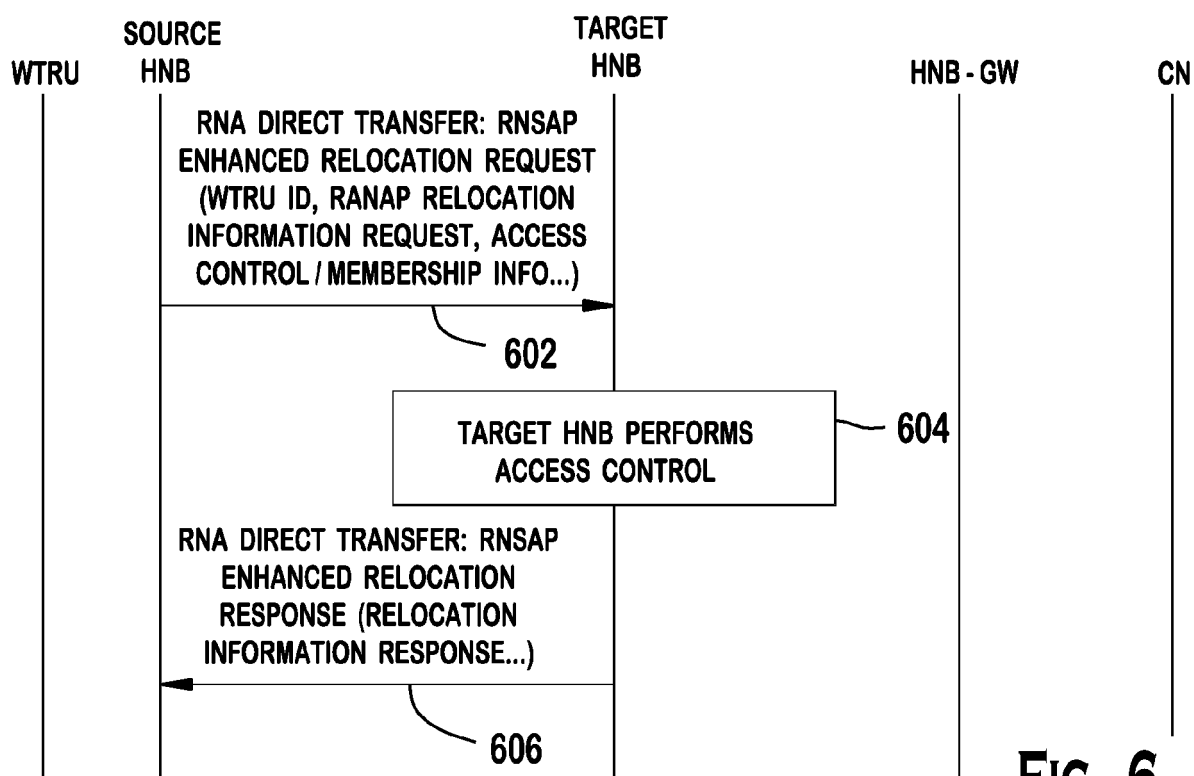 WTRU
SOURCE
HNB
TARGET
HNB
HNB - GW
CN
RNA DIRECT TRANSFER: RNSAP
ENHANCED RELOCATION REQUEST
(WTRU ID, RANAP RELOCATION
INFORMATION REQUEST, ACCESS
CONTROL / MEMBERSHIP INFO...)
602
TARGET HNB PERFORMS
ACCESS CONTROL
604
RNA DIRECT TRANSFER: RNSAP
ENHANCED RELOCATION
RESPONSE (RELOCATION
INFORMATION RESPONSE...)
606
FIG. 6